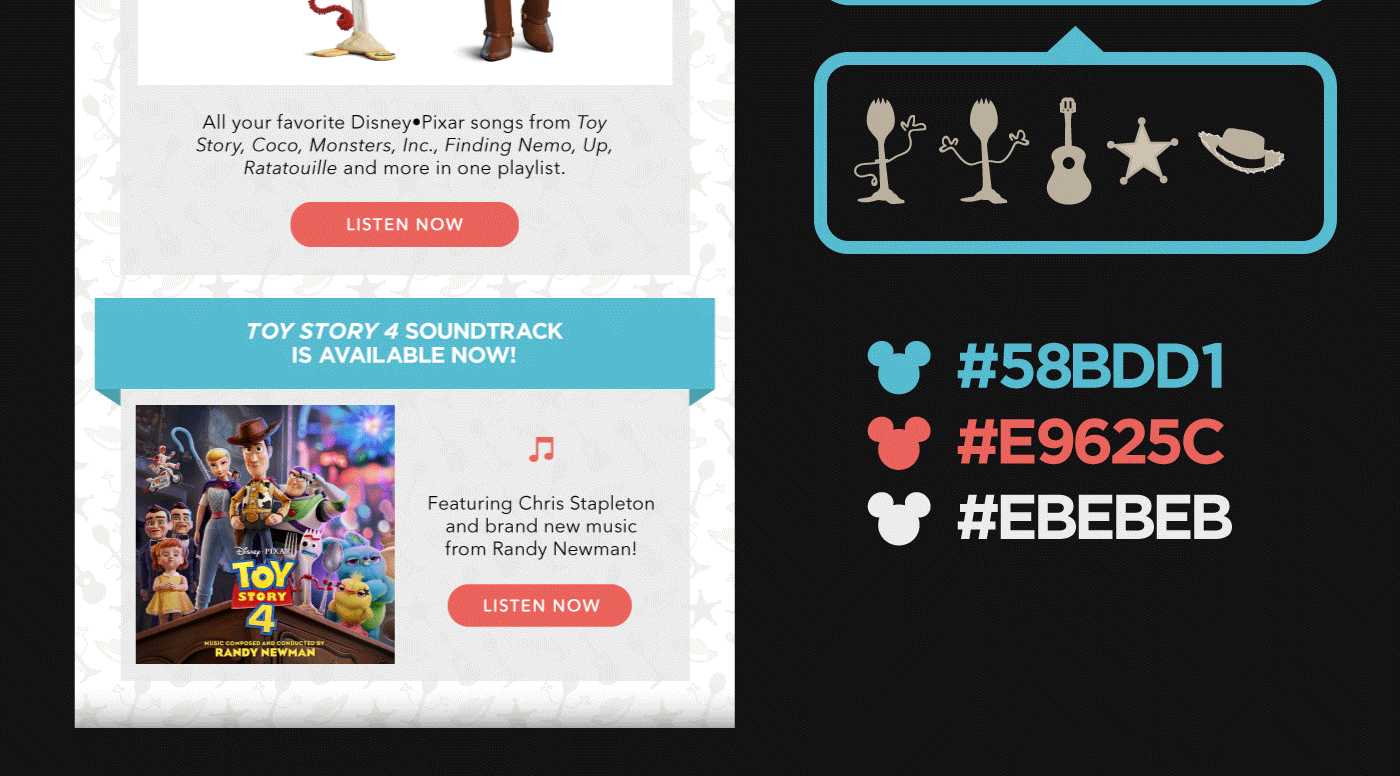 All your favorite Disney•Pixar songs from Toy
Story, Coco, Monsters, Inc., Finding Nemo, Up,
Ratatouille and more in one playlist.
LISTEN NOW
TOY STORY 4 SOUNDTRACK
IS AVAILABLE NOW!
Disney·PIXAR
TOY
STORY
4
MUSIC COMPOSED AND CONDUCTED BY
RANDY NEWMAN
Featuring Chris Stapleton
and brand new music
from Randy Newman!
LISTEN NOW
#58BDD1
#E9625C
#EBEBEB